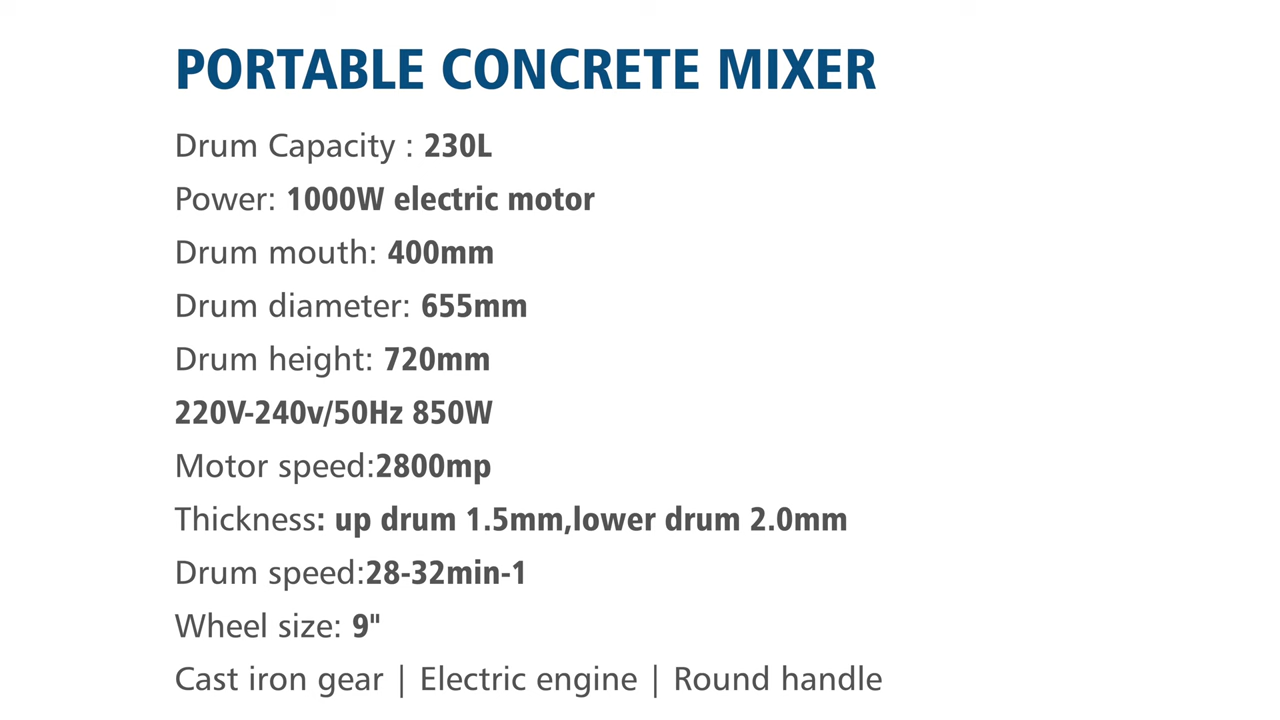 PORTABLE CONCRETE MIXER
Drum Capacity : 230L
Power: 1000W electric motor
Drum mouth: 400mm
Drum diameter: 655mm
Drum height: 720mm
220V-240v/50Hz 850W
Motor speed:2800mp
Thickness: up drum 1.5mm,lower drum 2.0mm
Drum speed:28-32min-1
Wheel size: 9"
Cast iron gear | Electric engine | Round handle